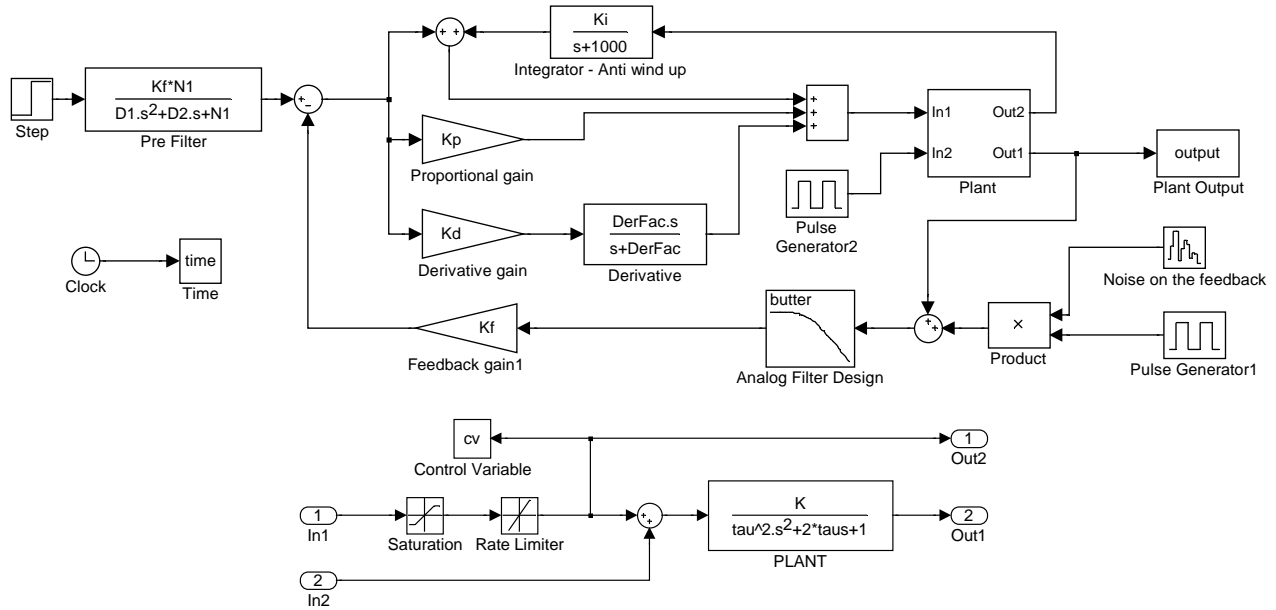 Ki
s+1000
Integrator - Anti wind up
+ +
Step
Kf*N1
D1.s²+D2.s+N1
Pre Filter
+
−
Kp
Proportional gain
Kd
Derivative gain
DerFac.s
s+DerFac
Derivative
+
+
+
In1
In2
Out2
Out1
Plant
output
Plant Output
Pulse
Generator2
Clock
time
Time
Noise on the feedback
Kf
Feedback gain1
butter
Analog Filter Design
+
+
×
Product
Pulse Generator1
cv
Control Variable
1
Out2
1
In1
Saturation
Rate Limiter
+
+
K
tau^2.s²+2*taus+1
PLANT
2
Out1
2
In2